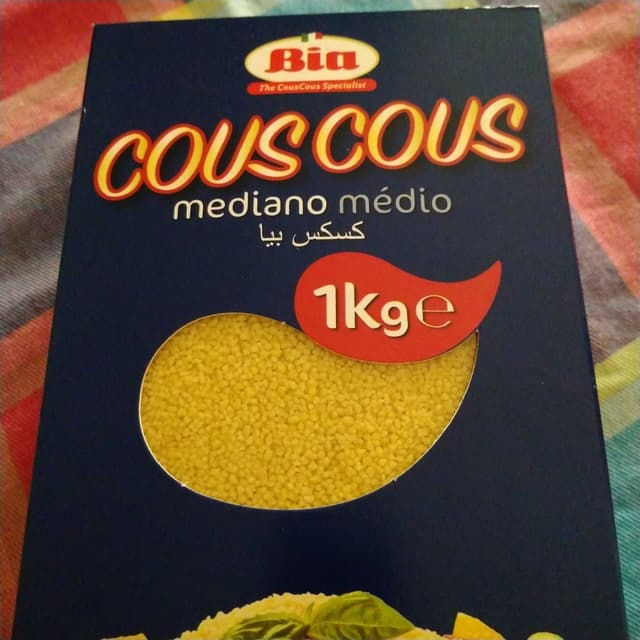 Bia
The CousCous Specialist
COUS COUS
mediano médio
كسكس بيا
1Kg℮